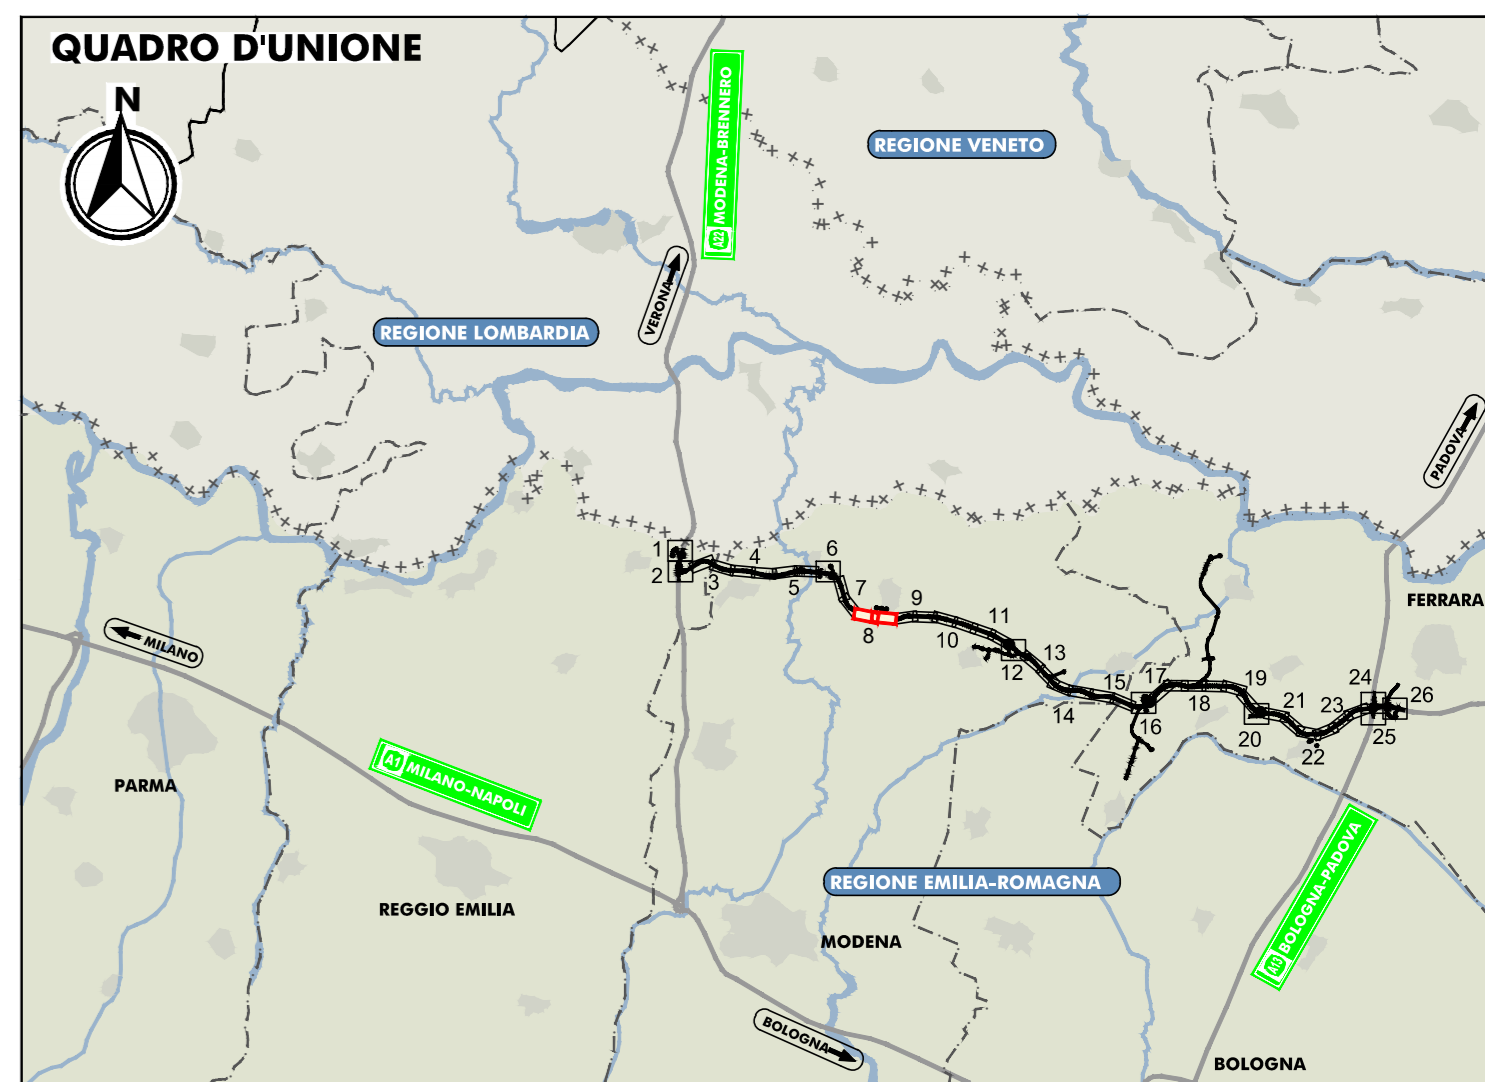 QUADRO D'UNIONE
N
A22 MODENA-BRENNERO
REGIONE VENETO
VERONA
REGIONE LOMBARDIA
PADOVA
1
2
3
4
5
6
7
8
9
10
11
12
13
14
15
16
17
18
19
20
21
22
23
24
25
26
FERRARA
MILANO
PARMA
A1 MILANO-NAPOLI
REGIONE EMILIA-ROMAGNA
A13 BOLOGNA-PADOVA
REGGIO EMILIA
MODENA
BOLOGNA
BOLOGNA